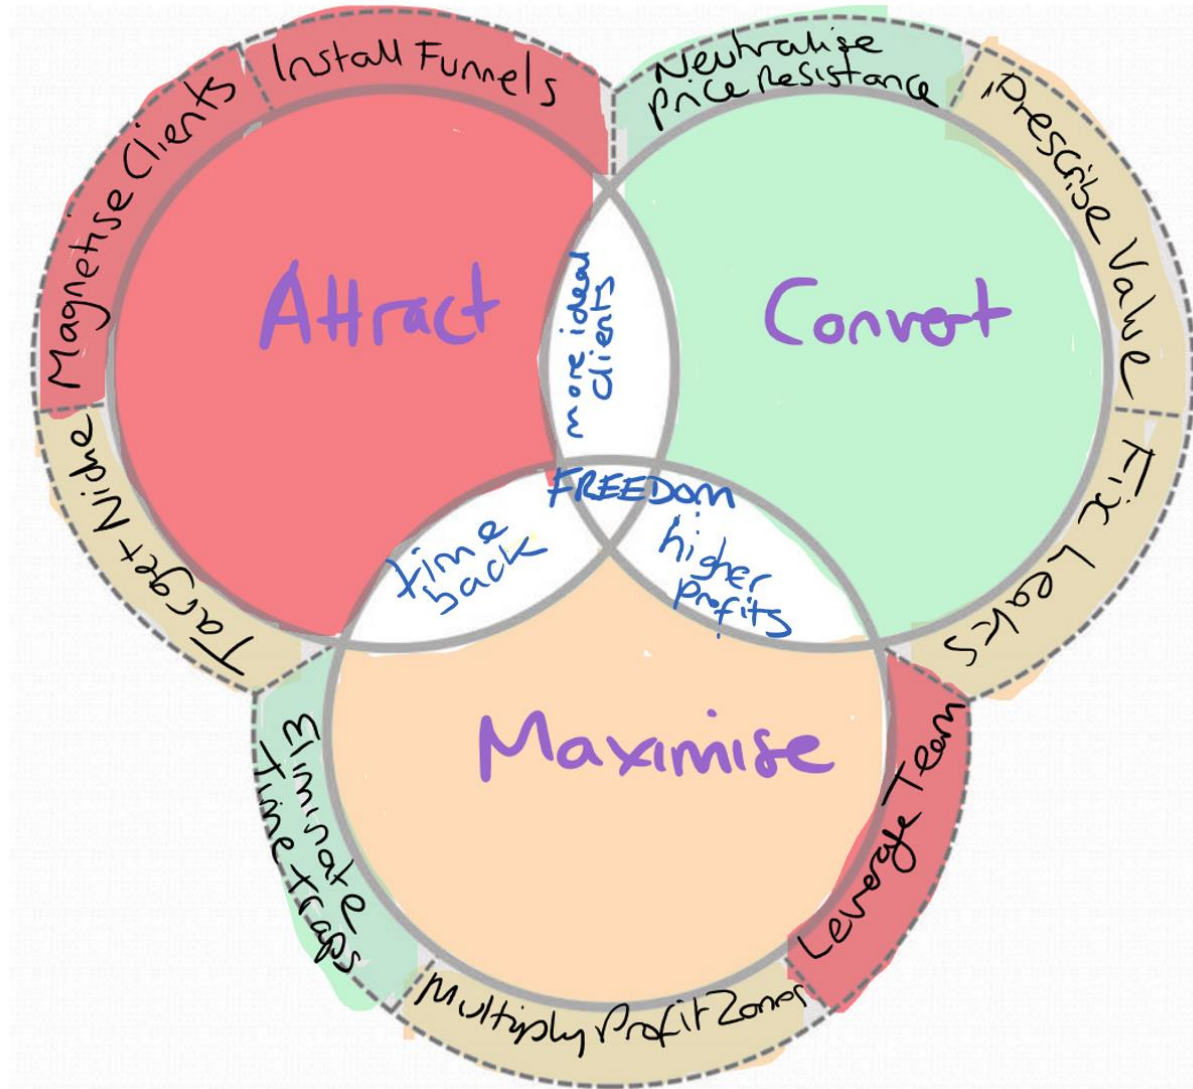 Install Funnels
Magnetise Clients
Target Niche
Attract
Neutralise
Price Resistance
Prescribe Value
Fix Leaks
Convert
more ideal
clients
FREEDOM
time
back
higher
profits
Maximise
Eliminate
Time traps
Multiply Profit Zones
Leverage Team